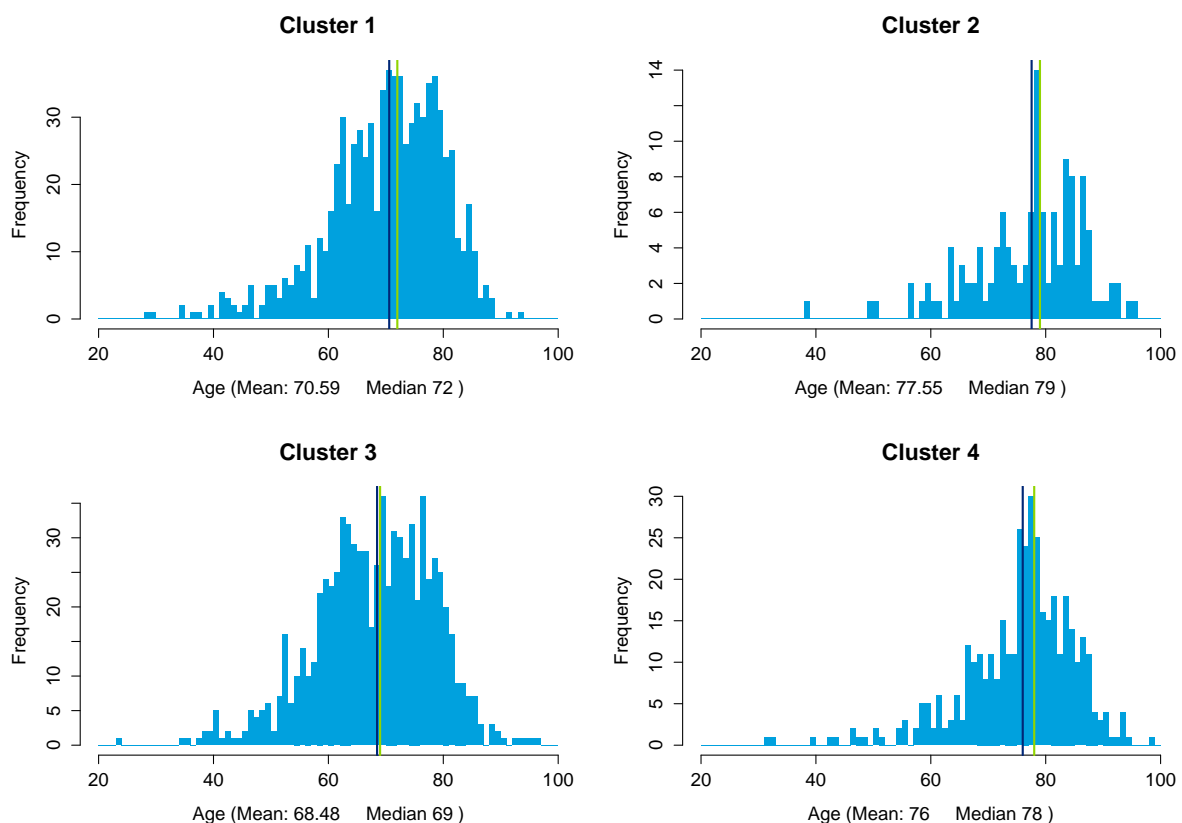 Cluster 1
Frequency
0 10 20 30
20 40 60 80 100
Age (Mean: 70.59 Median 72 )
Cluster 2
Frequency
0 2 4 6 8 10 14
20 40 60 80 100
Age (Mean: 77.55 Median 79 )
Cluster 3
Frequency
0 5 10 20 30
20 40 60 80 100
Age (Mean: 68.48 Median 69 )
Cluster 4
Frequency
0 5 10 15 20 25 30
20 40 60 80 100
Age (Mean: 76 Median 78 )